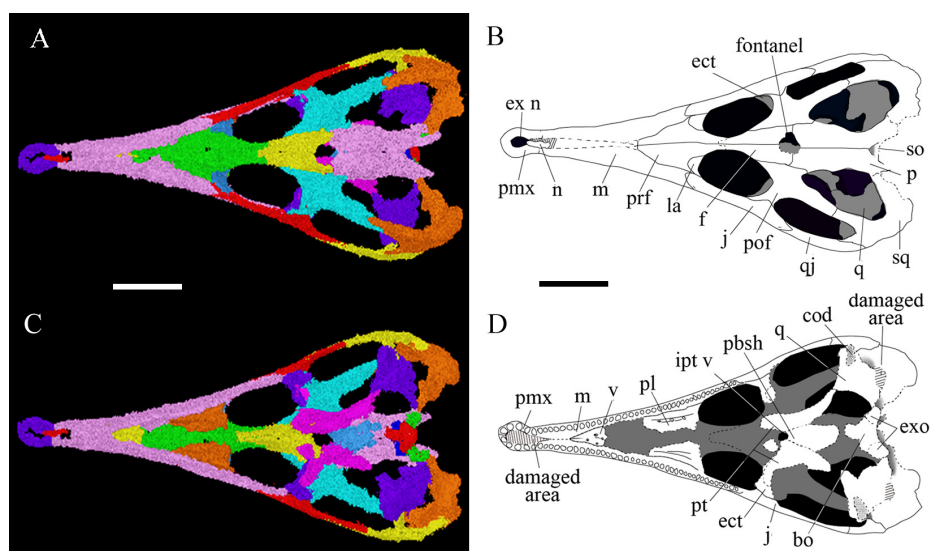 A
B
fontanel
ect
ex n
so
p
pmx
n
m
prf
la
f
j
pof
qj
q
sq
C
D
damaged
area
cod
q
pbsh
ipt v
pl
v
m
pmx
exo
damaged
area
pt
ect
j
bo